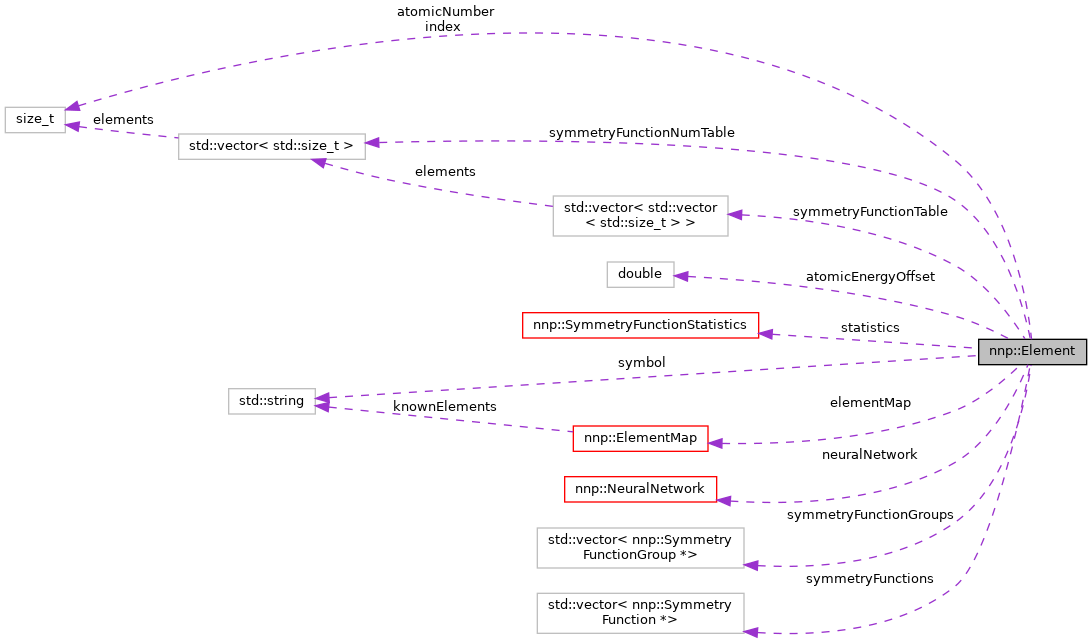 atomicNumber
index
size_t
elements
std::vector< std::size_t >
symmetryFunctionNumTable
elements
std::vector< std::vector
< std::size_t > >
symmetryFunctionTable
double
atomicEnergyOffset
nnp::SymmetryFunctionStatistics
statistics
nnp::Element
symbol
std::string
knownElements
elementMap
nnp::ElementMap
neuralNetwork
nnp::NeuralNetwork
symmetryFunctionGroups
std::vector< nnp::Symmetry
FunctionGroup *>
symmetryFunctions
std::vector< nnp::Symmetry
Function *>